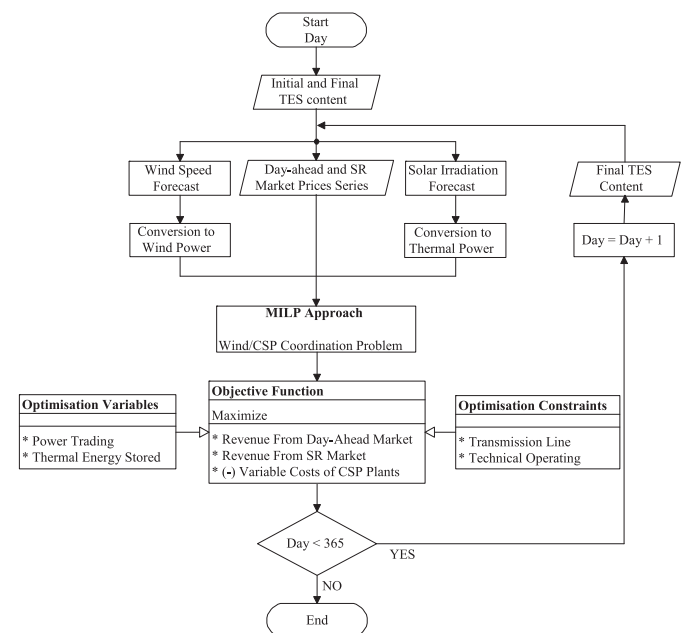 Start
Day
Initial and Final
TES content
Wind Speed
Forecast
Day-ahead and SR
Market Prices Series
Solar Irradiation
Forecast
Final TES
Content
Conversion to
Wind Power
Conversion to
Thermal Power
Day = Day + 1
MILP Approach
Wind/CSP Coordination Problem
Optimisation Variables
* Power Trading
* Thermal Energy Stored
Objective Function
Maximize
* Revenue From Day-Ahead Market
* Revenue From SR Market
* (-) Variable Costs of CSP Plants
Optimisation Constraints
* Transmission Line
* Technical Operating
Day < 365
YES
NO
End